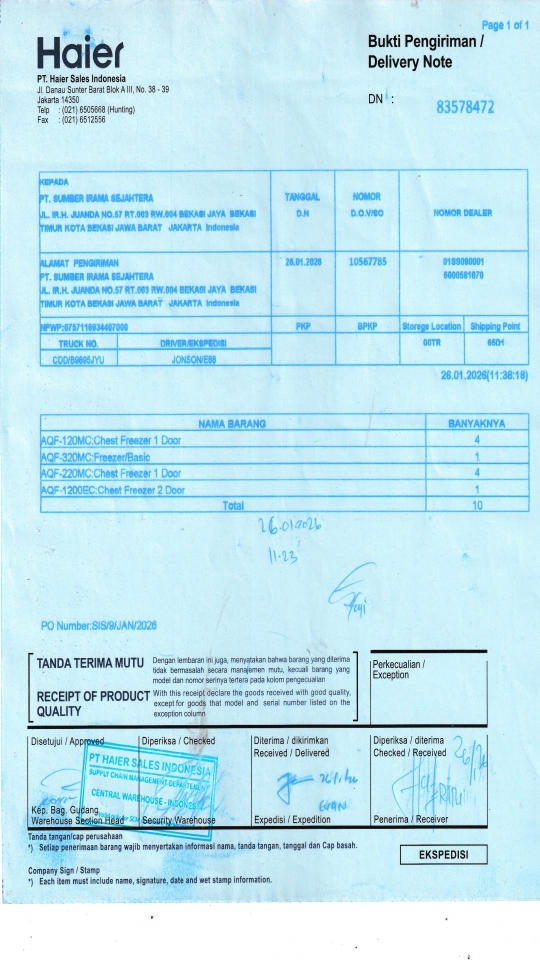 Page 1 of 1
Haier
PT. Haier Sales Indonesia
Jl. Danau Sunter Barat Blok A III, No. 38 - 39
Jakarta 14350
Telp : (021) 6505668 (Hunting)
Fax : (021) 6512556
Bukti Pengiriman /
Delivery Note
DN : 83578472
KEPADA
PT. SUMBER IRAMA SEJAHTERA
JL. IR.H. JUANDA NO.57 RT.003 RW.004 BEKASI JAYA BEKASI
TIMUR KOTA BEKASI JAWA BARAT JAKARTA Indonesia
TANGGAL
D.N
NOMOR
D.O.V/SO
NOMOR DEALER
ALAMAT PENGIRIMAN
PT. SUMBER IRAMA SEJAHTERA
JL. IR.H. JUANDA NO.57 RT.003 RW.004 BEKASI JAYA BEKASI
TIMUR KOTA BEKASI JAWA BARAT JAKARTA Indonesia
26.01.2026
10567785
6000581070
PKP
BPKP
Storege Location
Shipping Point
TRUCK NO.
DRIVER/EKSPEDISI
JONSON/E88
26.01.2026(11:38:18)
NAMA BARANG BANYAKNYA
AQF-120MC:Chest Freezer 1 Door 4
AQF-320MC:Freezer/Basic 1
AQF-220MC:Chest Freezer 1 Door 4
AQF-1200EC:Chest Freezer 2 Door 1
Total 10
26.01.2026
11.23
PO Number:SIS/9/JAN/2026
TANDA TERIMA MUTU
Dengan lembaran ini juga, menyatakan bahwa barang yang diterima
tidak bermasalah secara manajemen mutu, kecuali barang yang
model dan nomor serinya tertera pada kolom pengecualian
RECEIPT OF PRODUCT
QUALITY
With this receipt declare the goods received with good quality,
except for goods that model and serial number listed on the
exception column
Perkecualian /
Exception
Disetujui / Approved
Diperiksa / Checked
Diterima / dikirimkan
Received / Delivered
Diperiksa / diterima
Checked / Received
PT HAIER SALES INDONESIA
SUPPLY CHAIN MANAGEMENT DEPARTEMENT
CENTRAL WAREHOUSE - INDONESIA
Kep. Bag. Gudang
Warehouse Section Head
Security Warehouse
Expedisi / Expedition
Penerima / Receiver
Tanda tangan/cap perusahaan
*) Setiap penerimaan barang wajib menyertakan informasi nama, tanda tangan, tanggal dan Cap basah.
EKSPEDISI
Company Sign / Stamp
*) Each item must include name, signature, date and wet stamp information.